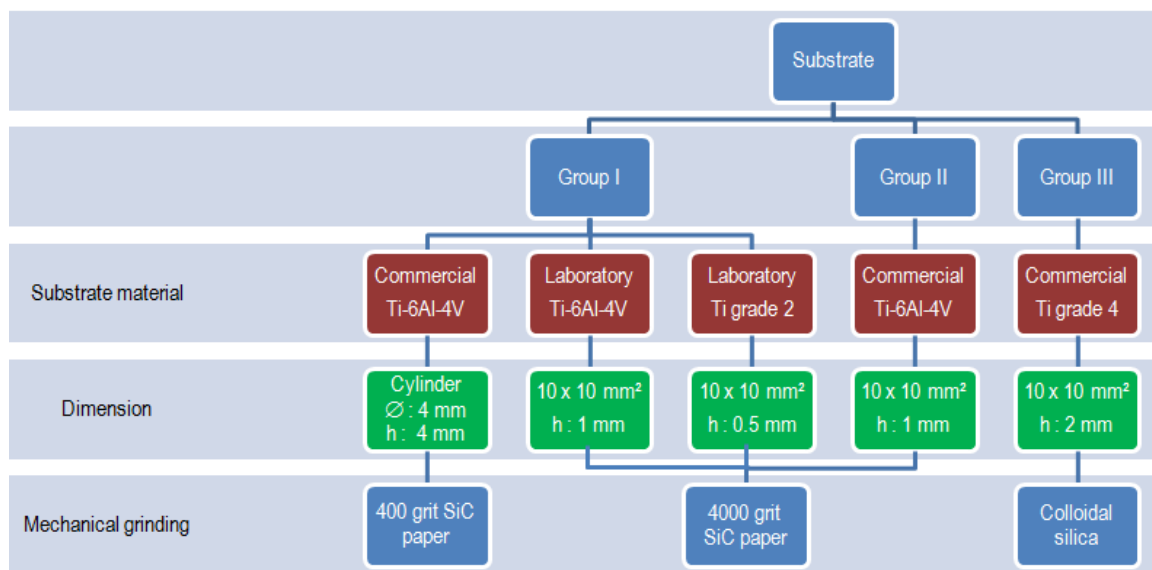 Substrate
Group I
Group II
Group III
Substrate material
Commercial
Ti-6Al-4V
Laboratory
Ti-6Al-4V
Laboratory
Ti grade 2
Commercial
Ti-6Al-4V
Commercial
Ti grade 4
Dimension
Cylinder
∅ : 4 mm
h : 4 mm
10 x 10 mm²
h : 1 mm
10 x 10 mm²
h : 0.5 mm
10 x 10 mm²
h : 1 mm
10 x 10 mm²
h : 2 mm
Mechanical grinding
400 grit SiC
paper
4000 grit
SiC paper
Colloidal
silica